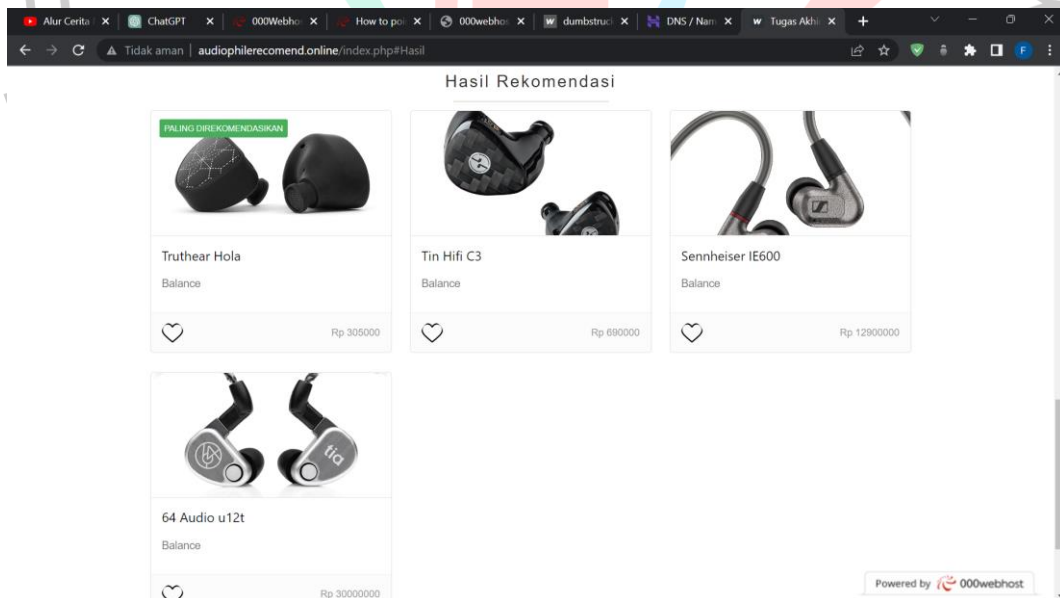 Alur Cerita
ChatGPT
000Webhos
How to poi
000webhos
dumbstruc
DNS / Nam
Tugas Akhi
Tidak aman
audiophilerecomend.online/index.php#Hasil
F
Hasil Rekomendasi
PALING DIREKOMENDASIKAN
tia
Truthear Hola
Tin Hifi C3
Sennheiser IE600
Balance
Balance
Balance
Rp 305000
Rp 690000
Rp 12900000
64 Audio u12t
Balance
Rp 30000000
Powered by 000webhost